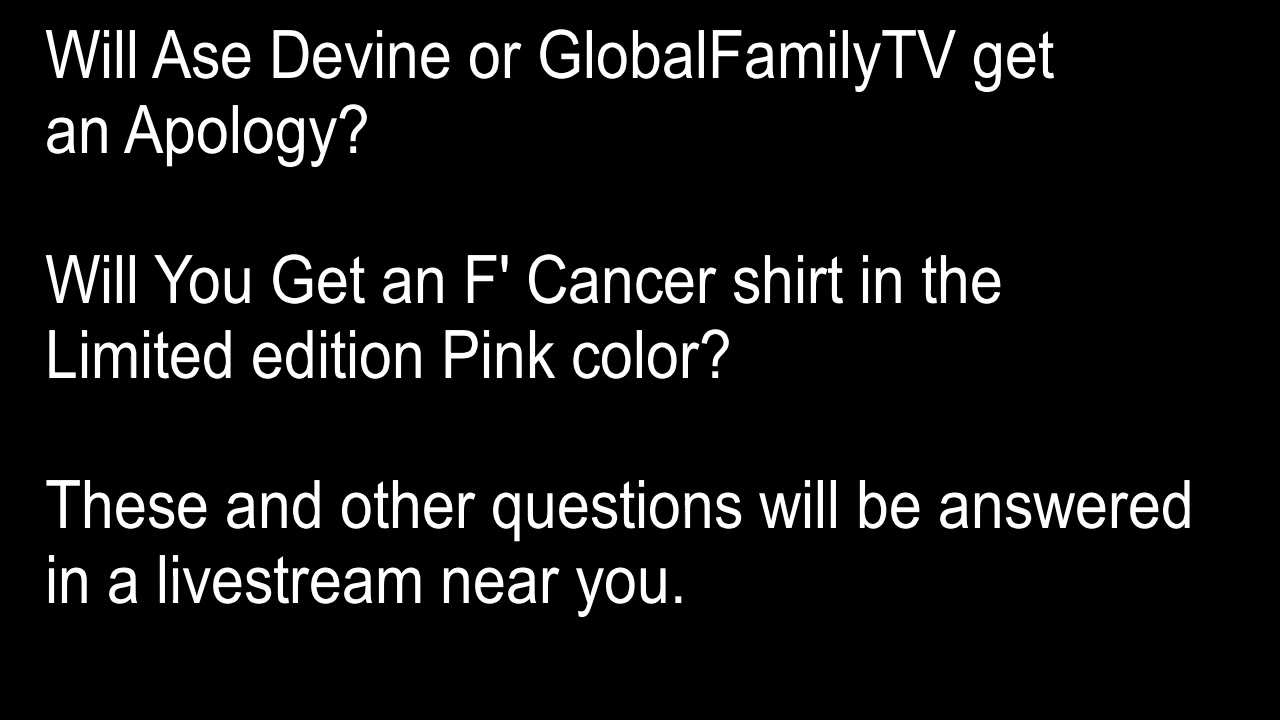 Will Ase Devine or GlobalFamilyTV get
an Apology?
Will You Get an F' Cancer shirt in the
Limited edition Pink color?
These and other questions will be answered
in a livestream near you.